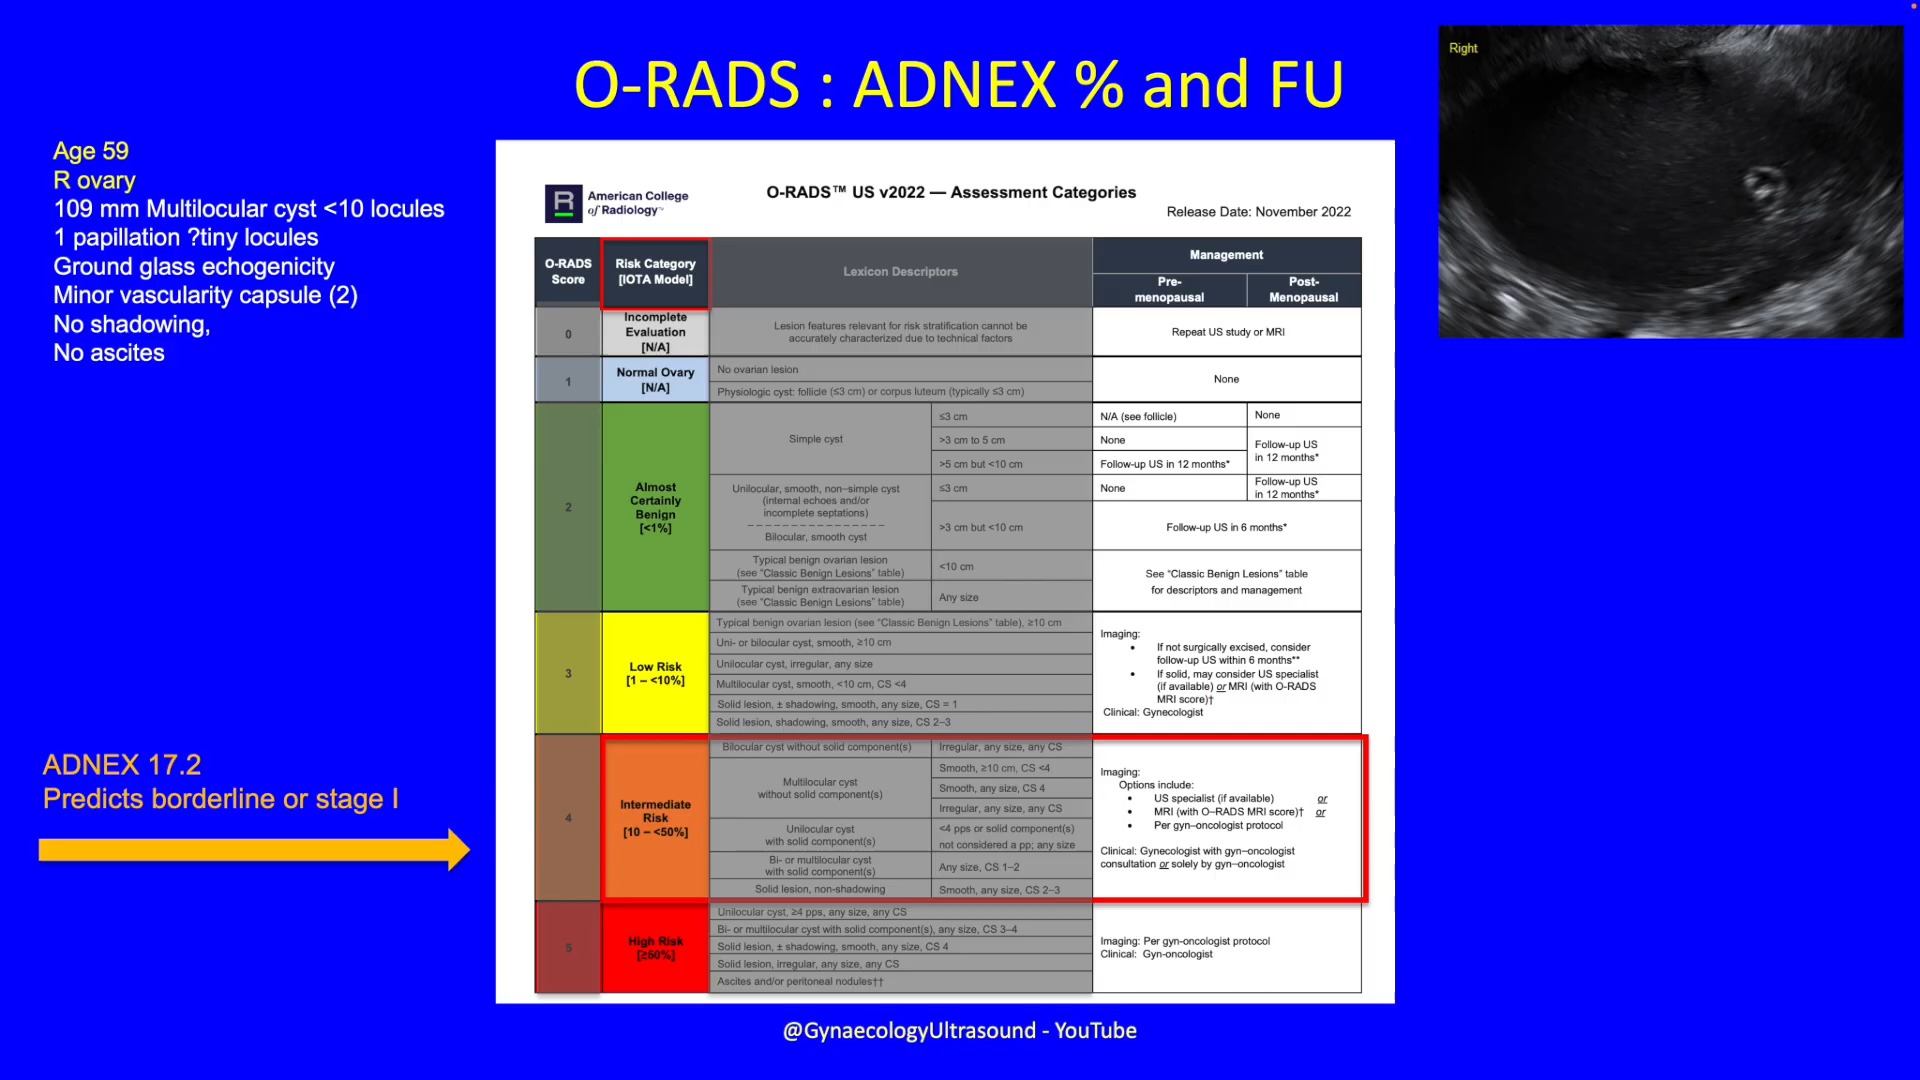 O-RADS : ADNEX % and FU
Right
Age 59
R ovary
109 mm Multilocular cyst <10 locules
1 papillation ?tiny locules
Ground glass echogenicity
Minor vascularity capsule (2)
No shadowing,
No ascites
ADNEX 17.2
Predicts borderline or stage I
R
American College
of Radiology™
O-RADS™ US v2022 — Assessment Categories
Release Date: November 2022
O-RADS
Score
Risk Category
[IOTA Model]
Lexicon Descriptors
Management
Pre-
menopausal
Post-
Menopausal
0
Incomplete
Evaluation
[N/A]
Lesion features relevant for risk stratification cannot be
accurately characterized due to technical factors
Repeat US study or MRI
1
Normal Ovary
[N/A]
No ovarian lesion
Physiologic cyst: follicle (≤3 cm) or corpus luteum (typically ≤3 cm)
None
2
Almost
Certainly
Benign
[<1%]
Simple cyst
≤3 cm
N/A (see follicle)
None
>3 cm to 5 cm
None
Follow-up US
in 12 months*
>5 cm but <10 cm
Follow-up US in 12 months*
Unilocular, smooth, non–simple cyst
(internal echoes and/or
incomplete septations)
Bilocular, smooth cyst
≤3 cm
None
Follow-up US
in 12 months*
>3 cm but <10 cm
Follow-up US in 6 months*
Typical benign ovarian lesion
(see “Classic Benign Lesions” table)
<10 cm
Typical benign extraovarian lesion
(see “Classic Benign Lesions” table)
Any size
See “Classic Benign Lesions” table
for descriptors and management
3
Low Risk
[1 – <10%]
Typical benign ovarian lesion (see “Classic Benign Lesions” table), ≥10 cm
Uni- or bilocular cyst, smooth, ≥10 cm
Unilocular cyst, irregular, any size
Multilocular cyst, smooth, <10 cm, CS <4
Solid lesion, ± shadowing, smooth, any size, CS = 1
Solid lesion, shadowing, smooth, any size, CS 2–3
Imaging:
• If not surgically excised, consider
follow-up US within 6 months**
• If solid, may consider US specialist
(if available) or MRI (with O-RADS
MRI score)†
Clinical: Gynecologist
4
Intermediate
Risk
[10 – <50%]
Bilocular cyst without solid component(s)
Irregular, any size, any CS
Multilocular cyst
without solid component(s)
Smooth, ≥10 cm, CS <4
Smooth, any size, CS 4
Irregular, any size, any CS
Unilocular cyst
with solid component(s)
<4 pps or solid component(s)
not considered a pp; any size
Bi- or multilocular cyst
with solid component(s)
Any size, CS 1–2
Solid lesion, non-shadowing
Smooth, any size, CS 2–3
Imaging:
Options include:
• US specialist (if available) or
• MRI (with O–RADS MRI score)† or
• Per gyn–oncologist protocol
Clinical: Gynecologist with gyn–oncologist
consultation or solely by gyn–oncologist
5
High Risk
[≥50%]
Unilocular cyst, ≥4 pps, any size, any CS
Bi- or multilocular cyst with solid component(s), any size, CS 3–4
Solid lesion, ± shadowing, smooth, any size, CS 4
Solid lesion, irregular, any size, any CS
Ascites and/or peritoneal nodules††
Imaging: Per gyn-oncologist protocol
Clinical: Gyn-oncologist
@GynaecologyUltrasound - YouTube